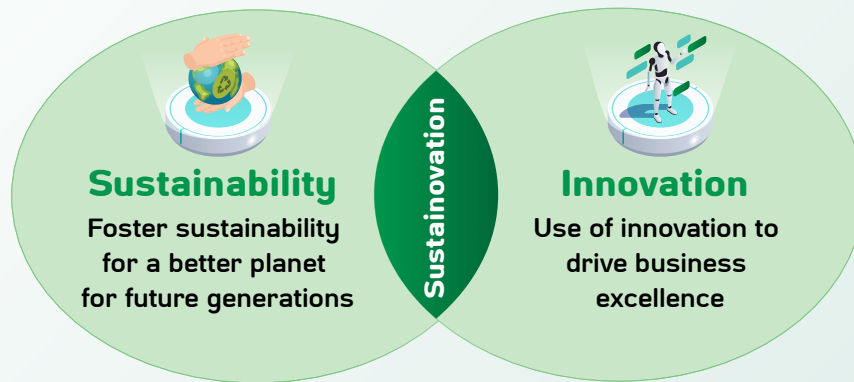 Sustainability
Foster sustainability
for a better planet
for future generations
Sustainovation
Innovation
Use of innovation to
drive business
excellence